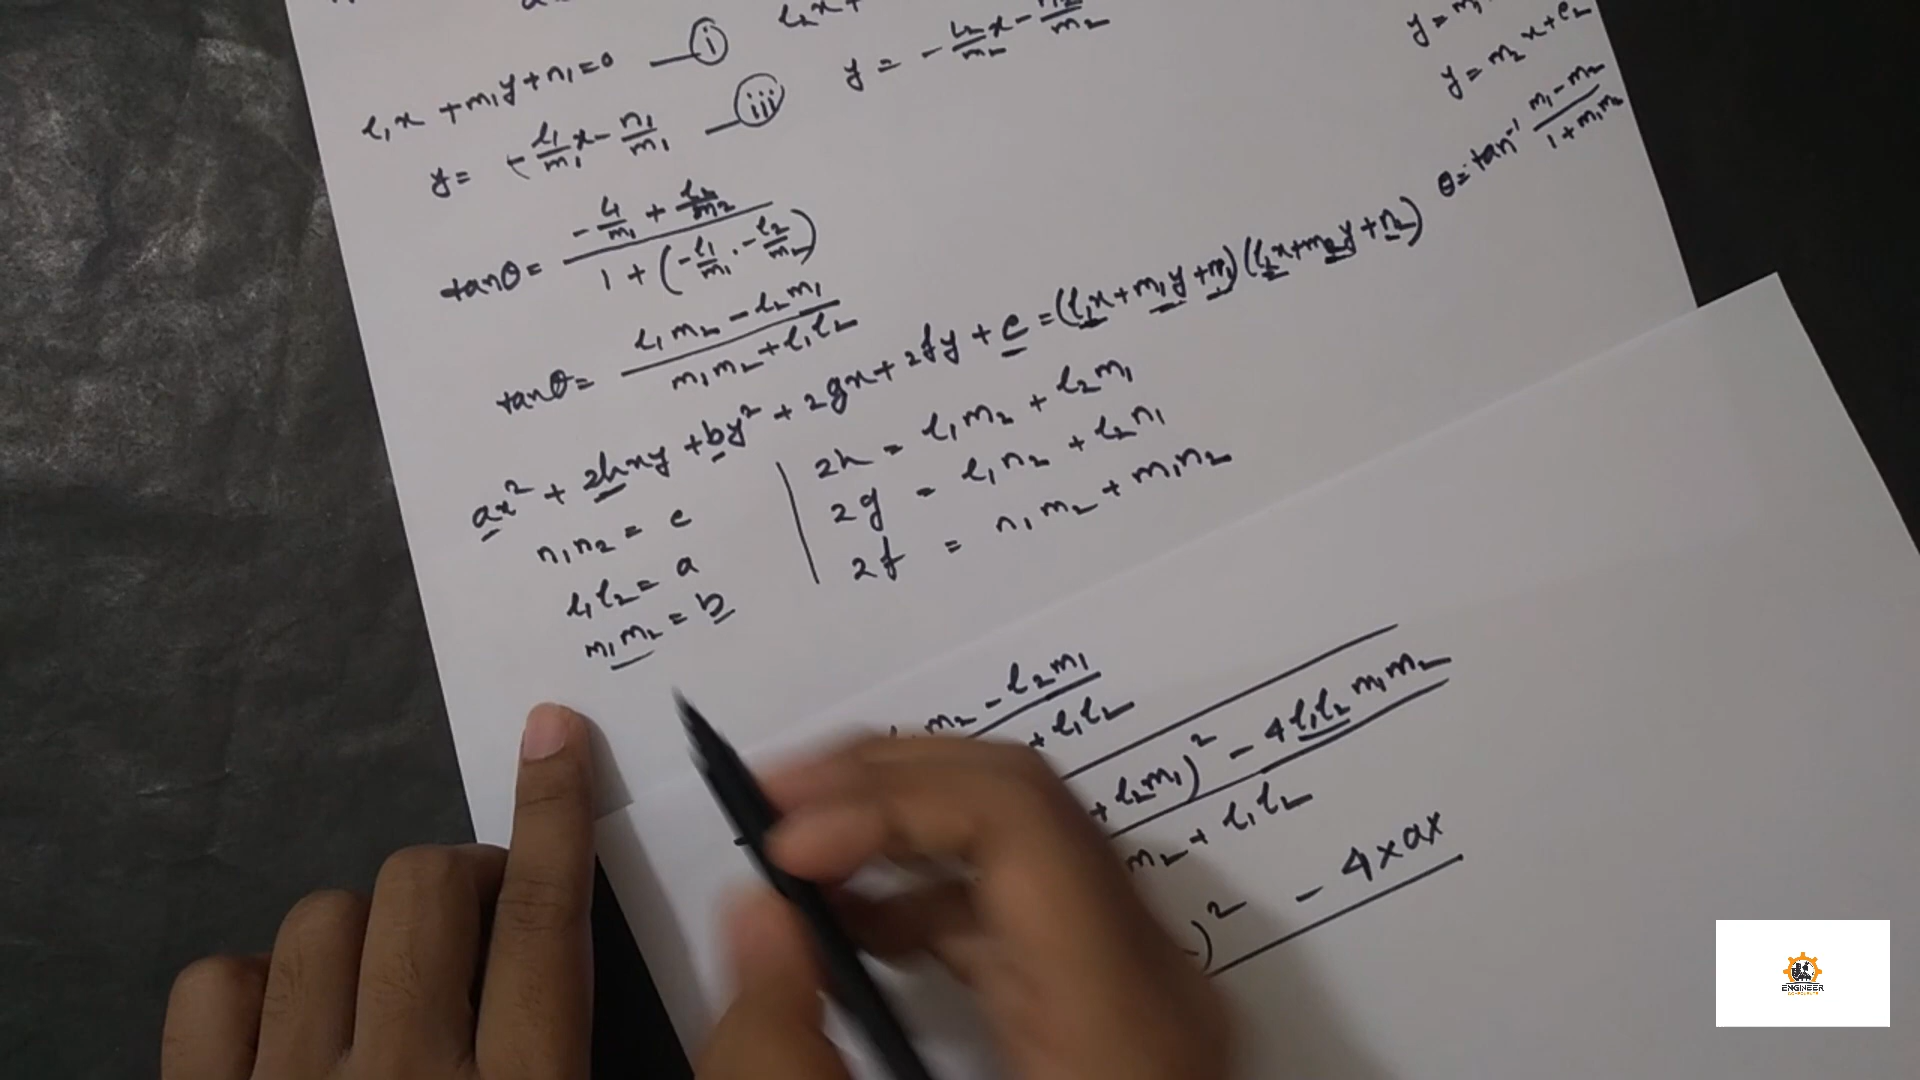 l₁x + m₁y + n₁ = 0 — (i)
y = -l₁/m₁ x - n₁/m₁ — (iii)
y = -l₂/m₂ x - n₂/m₂
y = m₂x + c₂
θ = tan⁻¹ (m₁ - m₂)/(1 + m₁m₂)
tanθ = (-l₁/m₁ + l₂/m₂)/(1 + (-l₁/m₁ · -l₂/m₂))
tanθ = (l₁m₂ - l₂m₁)/(m₁m₂ + l₁l₂)
ax² + 2hxy + by² + 2gx + 2fy + c = (l₁x + m₁y + n₁)(l₂x + m₂y + n₂)
n₁n₂ = c
l₁l₂ = a
m₁m₂ = b
2h = l₁m₂ + l₂m₁
2g = l₁n₂ + l₂n₁
2f = n₁m₂ + m₁n₂
m₂ - l₂m₁
+ l₁l₂
+ l₂m₁)² - 4l₁l₂m₁m₂
m₂ + l₁l₂
)² - 4×a×
ENGINEER